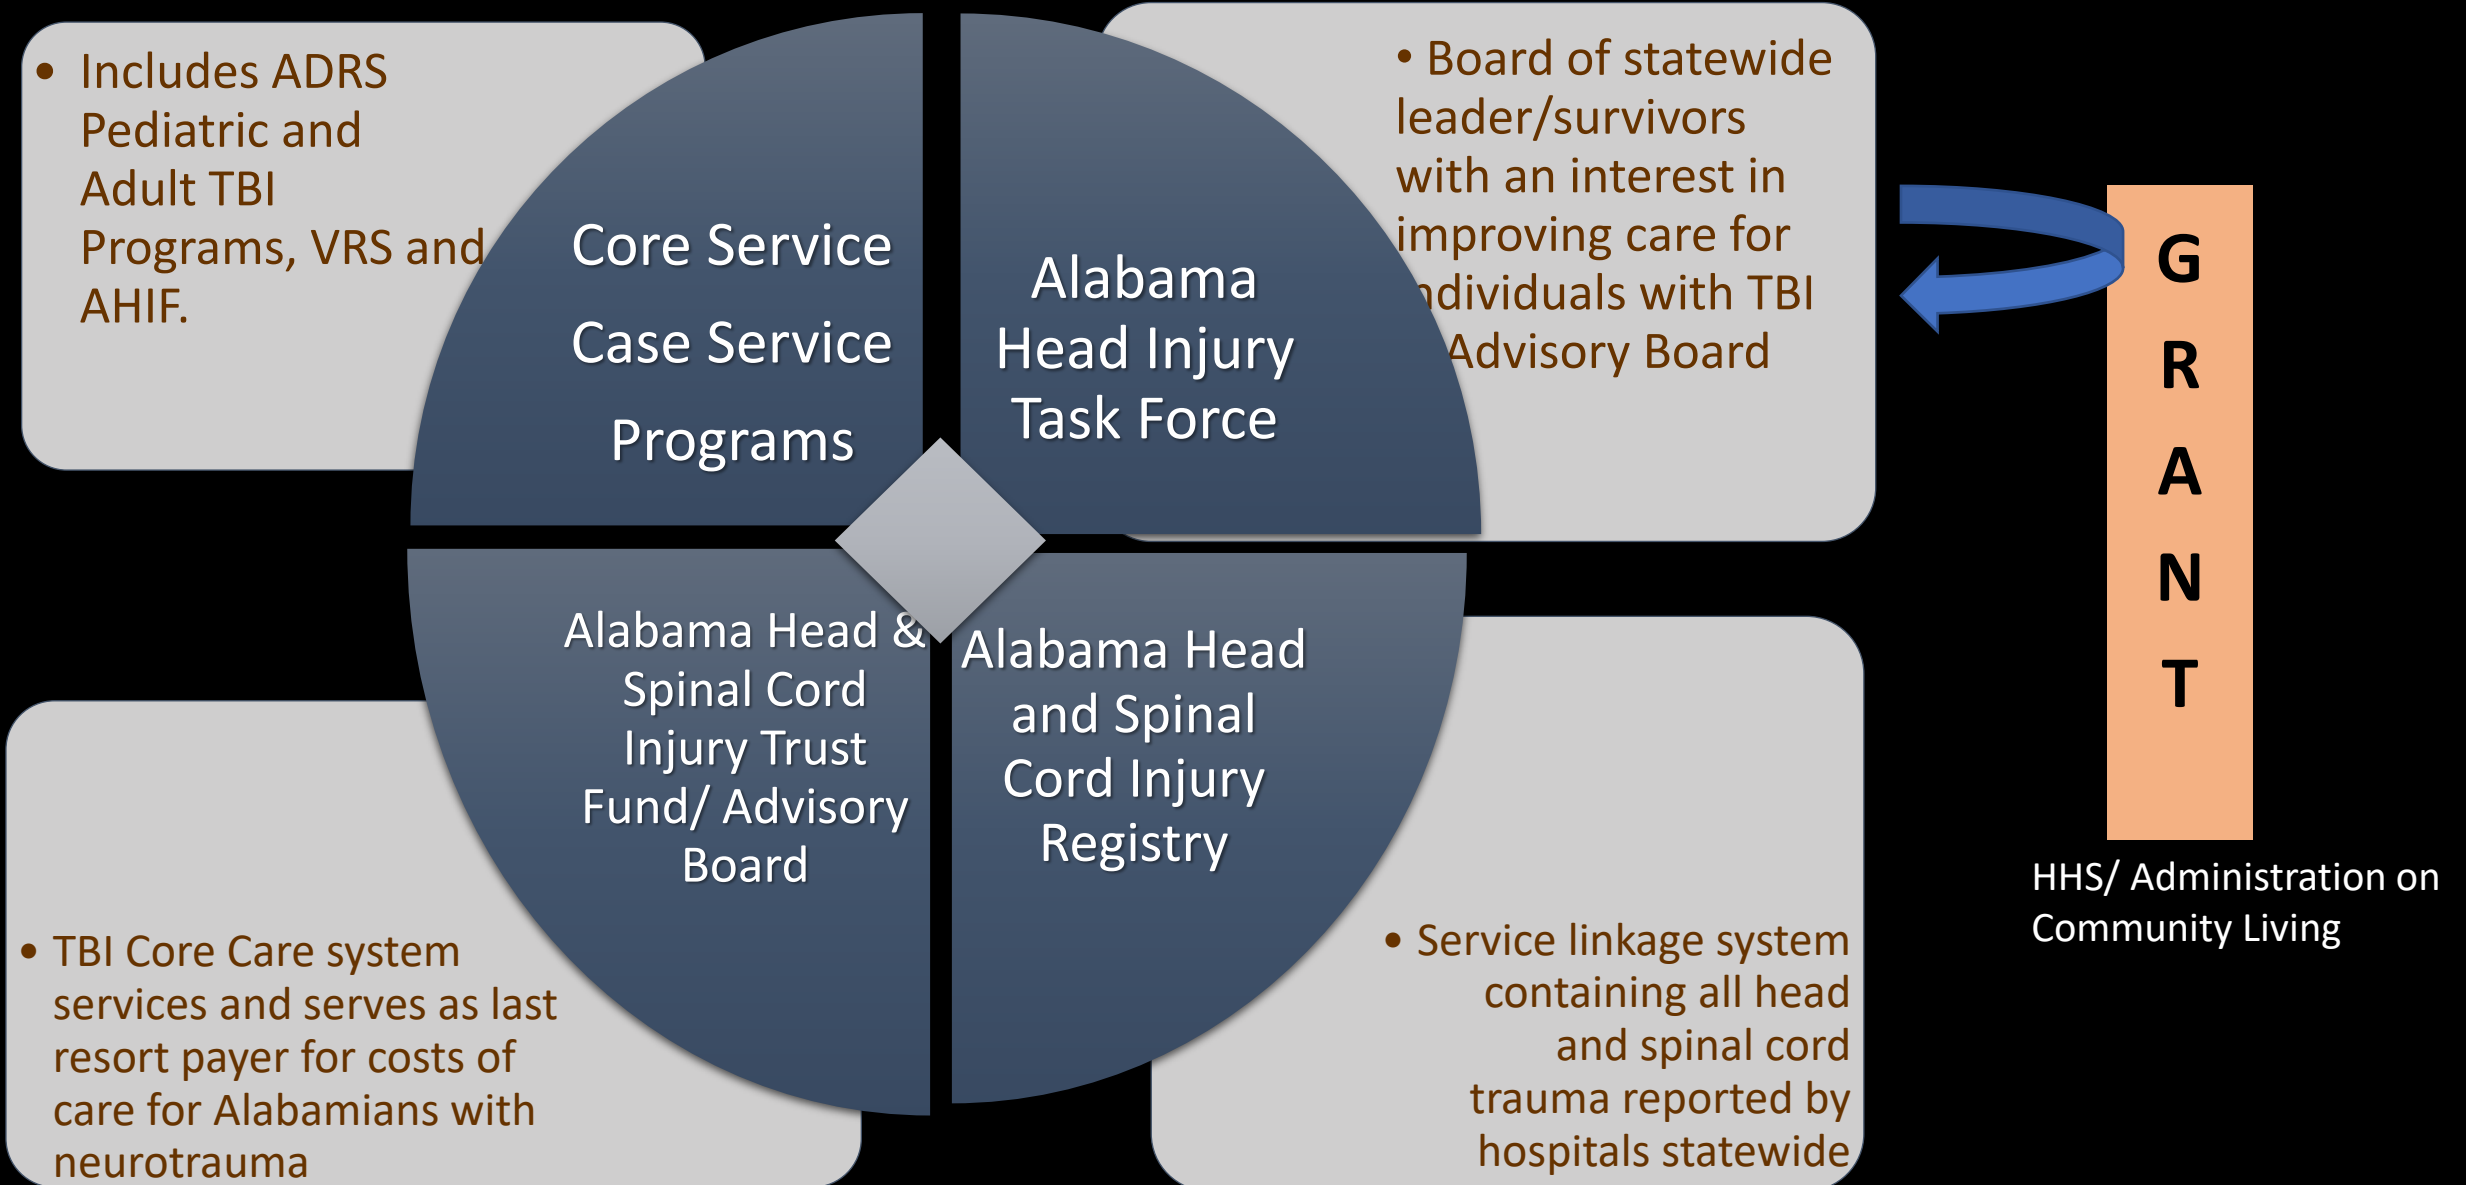 • Includes ADRS
Pediatric and
Adult TBI
Programs, VRS and
AHIF.
Core Service
Case Service
Programs
Alabama
Head Injury
Task Force
• Board of statewide
leader/survivors
with an interest in
improving care for
ndividuals with TBI
Advisory Board
G
R
A
N
T
HHS/ Administration on
Community Living
Alabama Head &
Spinal Cord
Injury Trust
Fund/ Advisory
Board
• TBI Core Care system
services and serves as last
resort payer for costs of
care for Alabamians with
neurotrauma
Alabama Head
and Spinal
Cord Injury
Registry
• Service linkage system
containing all head
and spinal cord
trauma reported by
hospitals statewide